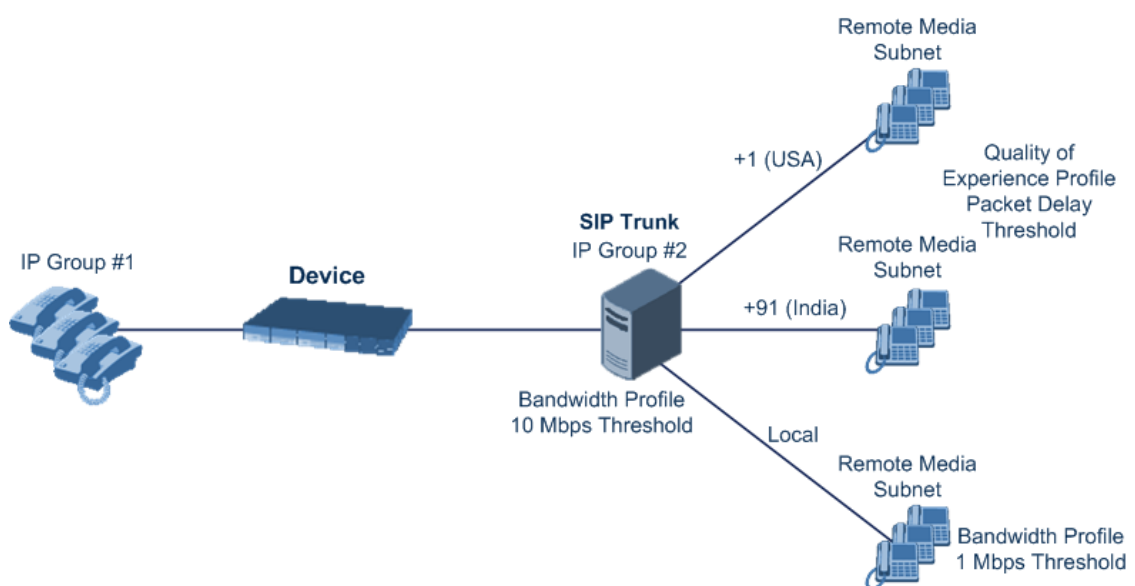 Remote Media
Subnet
+1 (USA)
Quality of
Experience Profile
Packet Delay
Threshold
SIP Trunk
IP Group #2
IP Group #1
Device
Remote Media
Subnet
+91 (India)
Bandwidth Profile
10 Mbps Threshold
Local
Remote Media
Subnet
Bandwidth Profile
1 Mbps Threshold